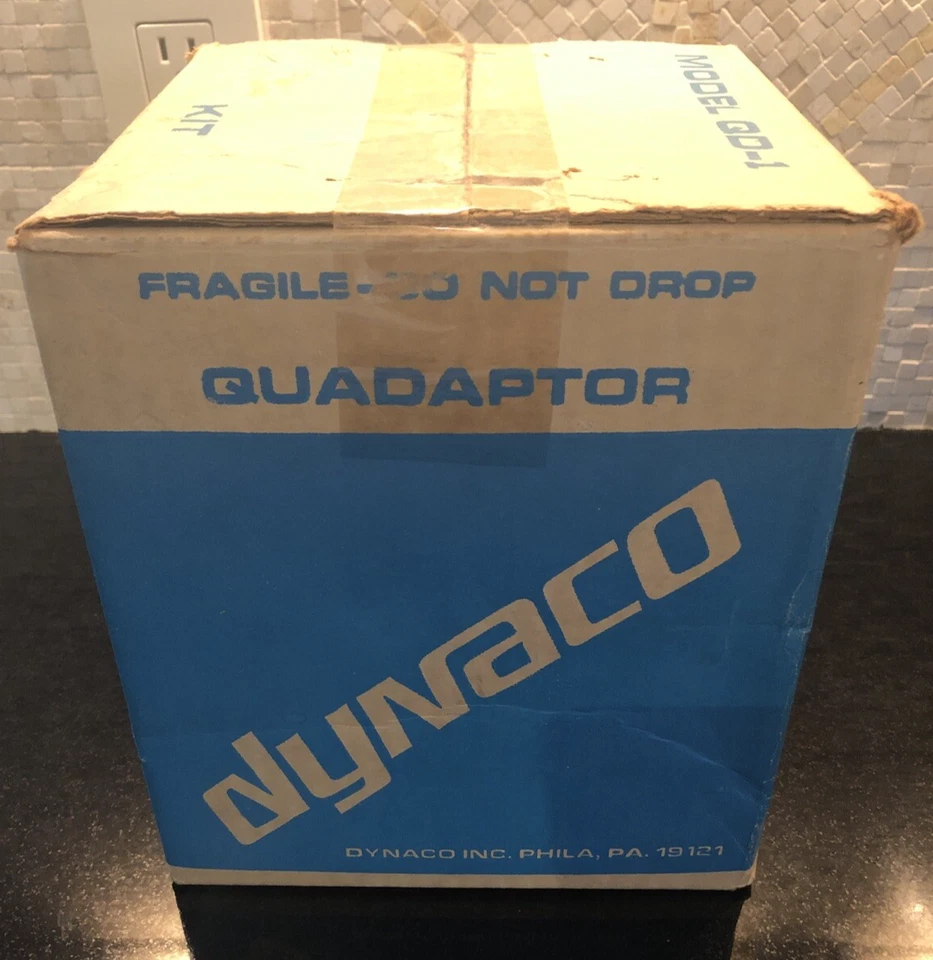 KIT
MODEL QD-1
FRAGILE - DO NOT DROP
QUADAPTOR
dynaco
DYNACO INC. PHILA, PA. 19121